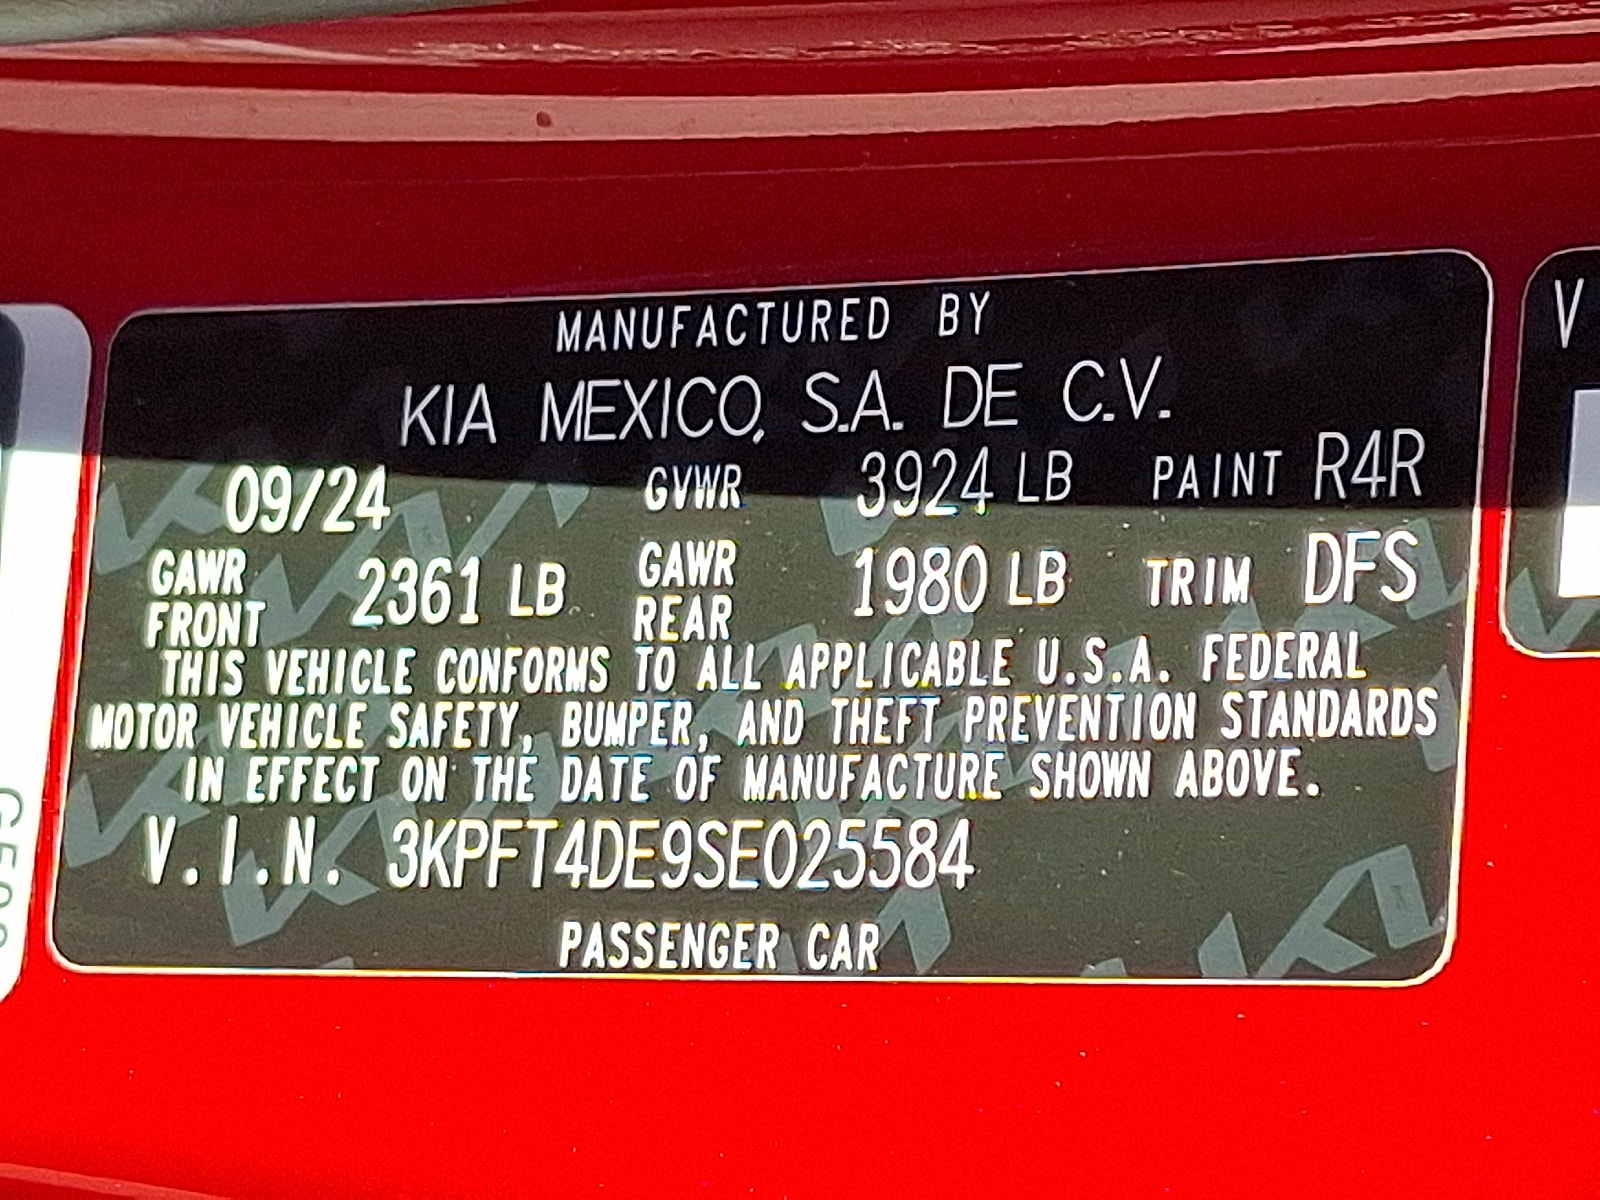 MANUFACTURED BY
KIA MEXICO, S.A. DE C.V.
09/24 GVWR 3924 LB PAINT R4R
GAWR FRONT 2361 LB GAWR REAR 1980 LB TRIM DFS
THIS VEHICLE CONFORMS TO ALL APPLICABLE U.S.A. FEDERAL
MOTOR VEHICLE SAFETY, BUMPER, AND THEFT PREVENTION STANDARDS
IN EFFECT ON THE DATE OF MANUFACTURE SHOWN ABOVE.
V.I.N. 3KPFT4DE9SE025584
PASSENGER CAR
V